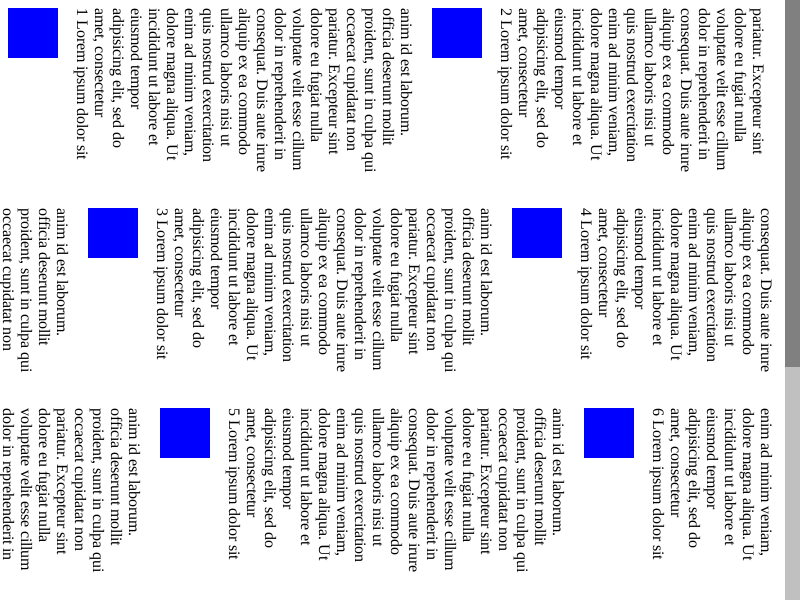 1 Lorem ipsum dolor sit
amet, consectetur
adipisicing elit, sed do
eiusmod tempor
incididunt ut labore et
dolore magna aliqua. Ut
enim ad minim veniam,
quis nostrud exercitation
ullamco laboris nisi ut
aliquip ex ea commodo
consequat. Duis aute irure
dolor in reprehenderit in
voluptate velit esse cillum
dolore eu fugiat nulla
pariatur. Excepteur sint
occaecat cupidatat non
proident, sunt in culpa qui
officia deserunt mollit
anim id est laborum.
2 Lorem ipsum dolor sit
amet, consectetur
adipisicing elit, sed do
eiusmod tempor
incididunt ut labore et
dolore magna aliqua. Ut
enim ad minim veniam,
quis nostrud exercitation
ullamco laboris nisi ut
aliquip ex ea commodo
consequat. Duis aute irure
dolor in reprehenderit in
voluptate velit esse cillum
dolore eu fugiat nulla
pariatur. Excepteur sint
occaecat cupidatat non
proident, sunt in culpa qui
officia deserunt mollit
anim id est laborum.
3 Lorem ipsum dolor sit
amet, consectetur
adipisicing elit, sed do
eiusmod tempor
incididunt ut labore et
dolore magna aliqua. Ut
enim ad minim veniam,
quis nostrud exercitation
ullamco laboris nisi ut
aliquip ex ea commodo
consequat. Duis aute irure
dolor in reprehenderit in
voluptate velit esse cillum
dolore eu fugiat nulla
pariatur. Excepteur sint
occaecat cupidatat non
proident, sunt in culpa qui
officia deserunt mollit
anim id est laborum.
4 Lorem ipsum dolor sit
amet, consectetur
adipisicing elit, sed do
eiusmod tempor
incididunt ut labore et
dolore magna aliqua. Ut
enim ad minim veniam,
quis nostrud exercitation
ullamco laboris nisi ut
aliquip ex ea commodo
consequat. Duis aute irure
dolor in reprehenderit in
voluptate velit esse cillum
dolore eu fugiat nulla
pariatur. Excepteur sint
occaecat cupidatat non
proident, sunt in culpa qui
officia deserunt mollit
anim id est laborum.
5 Lorem ipsum dolor sit
amet, consectetur
adipisicing elit, sed do
eiusmod tempor
incididunt ut labore et
dolore magna aliqua. Ut
enim ad minim veniam,
quis nostrud exercitation
ullamco laboris nisi ut
aliquip ex ea commodo
consequat. Duis aute irure
dolor in reprehenderit in
voluptate velit esse cillum
dolore eu fugiat nulla
pariatur. Excepteur sint
occaecat cupidatat non
proident, sunt in culpa qui
officia deserunt mollit
anim id est laborum.
6 Lorem ipsum dolor sit
amet, consectetur
adipisicing elit, sed do
eiusmod tempor
incididunt ut labore et
dolore magna aliqua. Ut
enim ad minim veniam,